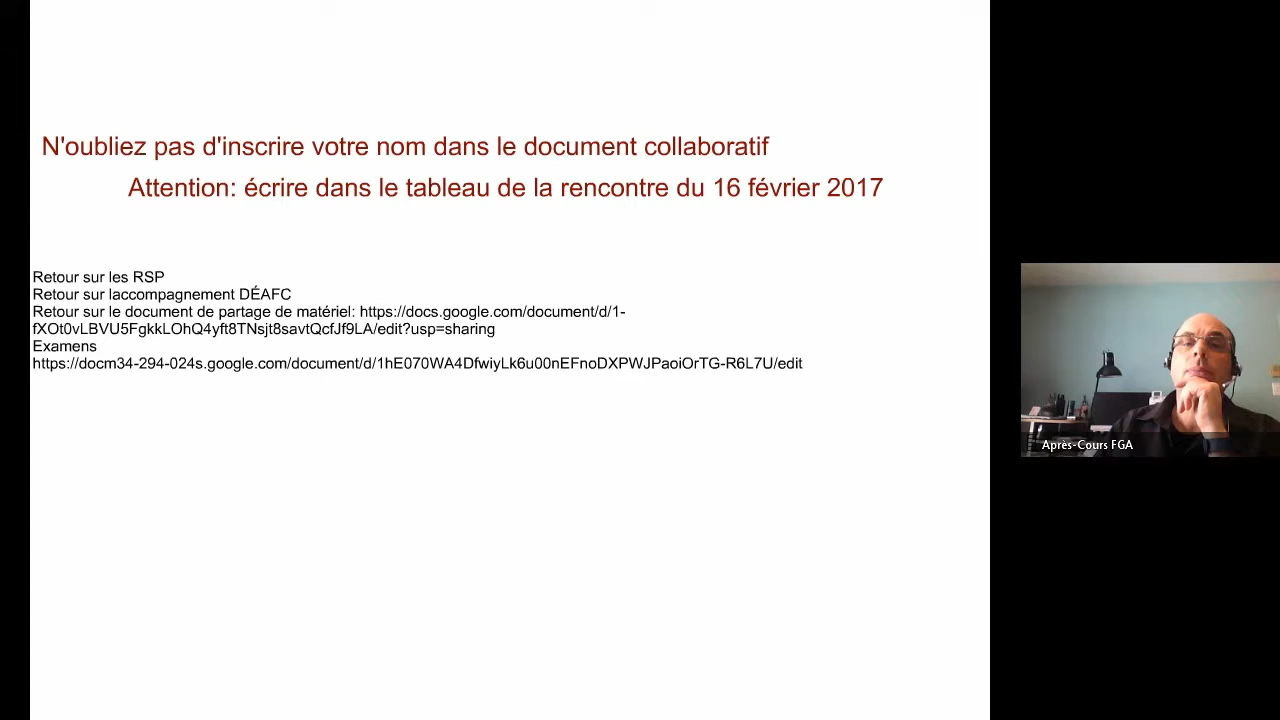 N'oubliez pas d'inscrire votre nom dans le document collaboratif
Attention: écrire dans le tableau de la rencontre du 16 février 2017
Retour sur les RSP
Retour sur laccompagnement DÉAFC
Retour sur le document de partage de matériel: https://docs.google.com/document/d/1-
fXOt0vLBVU5FgkkLOhQ4yft8TNsjt8savtQcfJf9LA/edit?usp=sharing
Examens
https://docm34-294-024s.google.com/document/d/1hE070WA4DfwiyLk6u00nEFnoDXPWJPaoiOrTG-R6L7U/edit
Après-Cours FGA